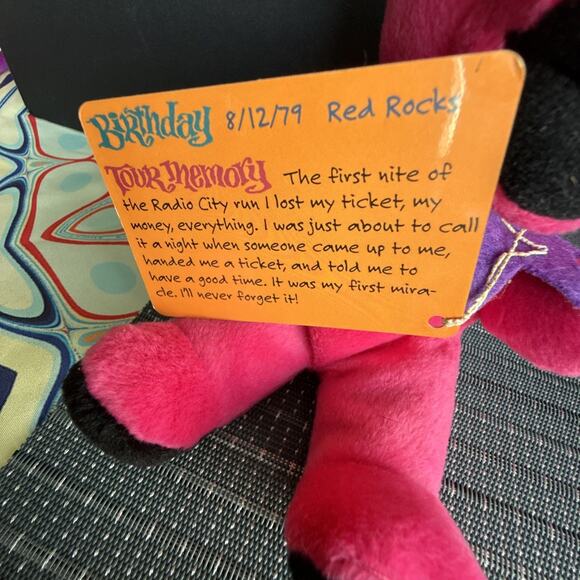 Birthday 8/12/79 Red Rocks
Tour Memory The first nite of
the Radio City run I lost my ticket, my
money, everything. I was just about to call
it a night when someone came up to me,
handed me a ticket, and told me to
have a good time. It was my first mira-
cle. I'll never forget it!